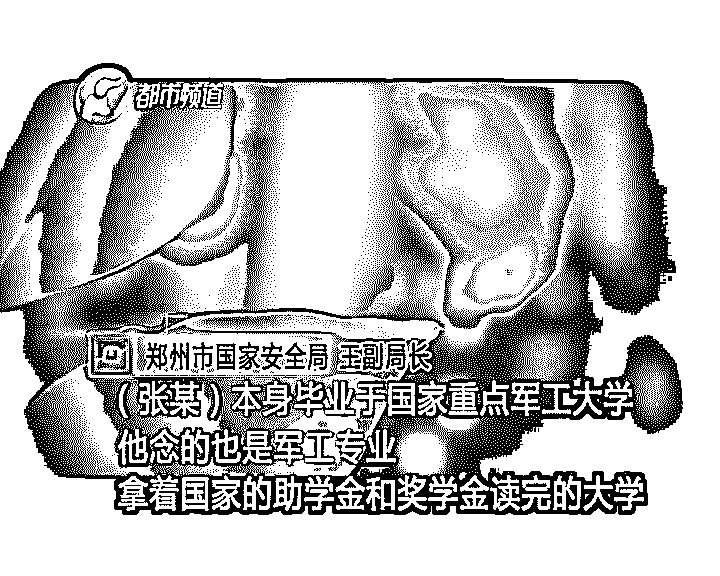 都市频道
郑州市国家安全局 王副局长
(张某)本身毕业于国家重点军工大学
他念的也是军工专业
拿着国家的助学金和奖学金读完的大学